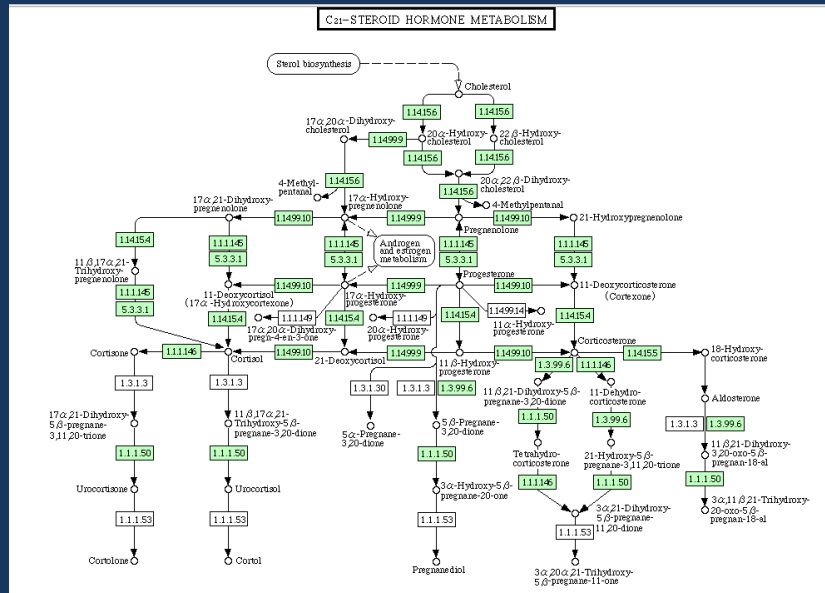 C21-STEROID HORMONE METABOLISM
Sterol biosynthesis
Cholesterol
1.14.15.6
1.14.15.6
17α,20α-Dihydroxy-
cholesterol
1.14.99.9
20α-Hydroxy-
cholesterol
22β-Hydroxy-
cholesterol
1.14.15.6
1.14.15.6
1.14.15.6
20α,22β-Dihydroxy-
cholesterol
1.14.15.6
4-Methyl-
pentanal
4-Methylpentanal
17α,21-Dihydroxy-
pregnenolone
1.14.99.10
17α-Hydroxy-
pregnenolone
1.14.99.9
Pregnenolone
1.14.99.10
21-Hydroxypregnenolone
1.14.15.4
1.1.1.145
5.3.3.1
1.1.1.145
5.3.3.1
Androgen
and estrogen
metabolism
1.1.1.145
5.3.3.1
1.1.1.145
5.3.3.1
11β,17α,21-
Trihydroxy-
pregnenolone
1.1.1.145
5.3.3.1
11-Deoxycortisol
(17α-Hydroxycortexone)
1.14.99.10
17α-Hydroxy-
progesterone
1.14.99.9
Progesterone
1.14.99.10
11-Deoxycorticosterone
(Cortexone)
1.14.15.4
1.1.1.149
17α,20α-Dihydroxy-
pregn-4-en-3-one
1.14.15.4
1.1.1.149
20α-Hydroxy-
progesterone
1.14.15.4
1.14.99.14
11α-Hydroxy-
progesterone
1.14.15.4
Cortisone
1.1.1.146
Cortisol
1.14.99.10
21-Deoxycortisol
1.14.99.9
11β-Hydroxy-
progesterone
1.14.99.10
Corticosterone
1.14.15.5
18-Hydroxy-
corticosterone
1.3.99.6
1.1.1.146
1.3.1.3
1.3.1.3
1.3.1.30
1.3.1.3
1.3.99.6
11β,21-Dihydroxy-5β-
pregnane-3,20-dione
11-Dehydro-
corticosterone
Aldosterone
17α,21-Dihydroxy-
5β-pregnane-
3,11,20-trione
11β,17α,21-
Trihydroxy-5β-
pregnane-3,20-dione
5α-Pregnane-
3,20-dione
5β-Pregnane-
3,20-dione
1.1.1.50
1.3.99.6
1.3.1.3
1.3.99.6
1.1.1.50
1.1.1.50
1.1.1.50
Tetrahydro-
corticosterone
21-Hydroxy-5β-
pregnane-3,11,20-trione
11β,21-Dihydroxy-
3,20-oxo-5β-
pregnan-18-al
Urocortisone
Urocortisol
3α-Hydroxy-5β-
pregnane-20-one
1.1.1.146
1.1.1.50
1.1.1.50
1.1.1.53
1.1.1.53
1.1.1.53
3α,21-Dihydroxy-
5β-pregnane-
11,20-dione
1.1.1.53
3α,11β,21-Trihydroxy-
20-oxo-5β-
pregnan-18-al
Cortolone
Cortol
Pregnanediol
3α,20α,21-Trihydroxy-
5β-pregnane-11-one